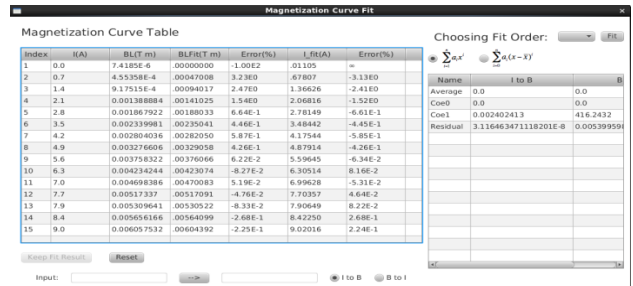 Magnetization Curve Fit
Magnetization Curve Table
Index I(A) BL(T m) BLFit(T m) Error(%) I_fit(A) Error(%)
1 0.0 7.4185E-6 .00000000 -1.00E2 .01105 ∞
2 0.7 4.55358E-4 .00047008 3.23E0 .67807 -3.13E0
3 1.4 9.17515E-4 .00094017 2.47E0 1.36626 -2.41E0
4 2.1 0.001388884 .00141025 1.54E0 2.06816 -1.52E0
5 2.8 0.001867922 .00188033 6.64E-1 2.78149 -6.61E-1
6 3.5 0.002339981 .00235041 4.46E-1 3.48442 -4.45E-1
7 4.2 0.002804036 .00282050 5.87E-1 4.17544 -5.85E-1
8 4.9 0.003276606 .00329058 4.26E-1 4.87914 -4.26E-1
9 5.6 0.003758322 .00376066 6.22E-2 5.59645 -6.34E-2
10 6.3 0.004234244 .00423074 -8.27E-2 6.30514 8.16E-2
11 7.0 0.004698386 .00470083 5.19E-2 6.99628 -5.31E-2
12 7.7 0.00517337 .00517091 -4.76E-2 7.70357 4.64E-2
13 7.9 0.005309641 .00530522 -8.33E-2 7.90649 8.22E-2
14 8.4 0.005656166 .00564099 -2.68E-1 8.42250 2.68E-1
15 9.0 0.006057532 .00604392 -2.25E-1 9.02016 2.24E-1
Keep Fit Result Reset
Input: --> I to B B to I
Choosing Fit Order: Fit
Name I to B B
Average 0.0 0.0
Coe0 0.0 0.0
Coe1 0.002402413 416.2432
Residual 3.116463471118201E-8 0.00539959